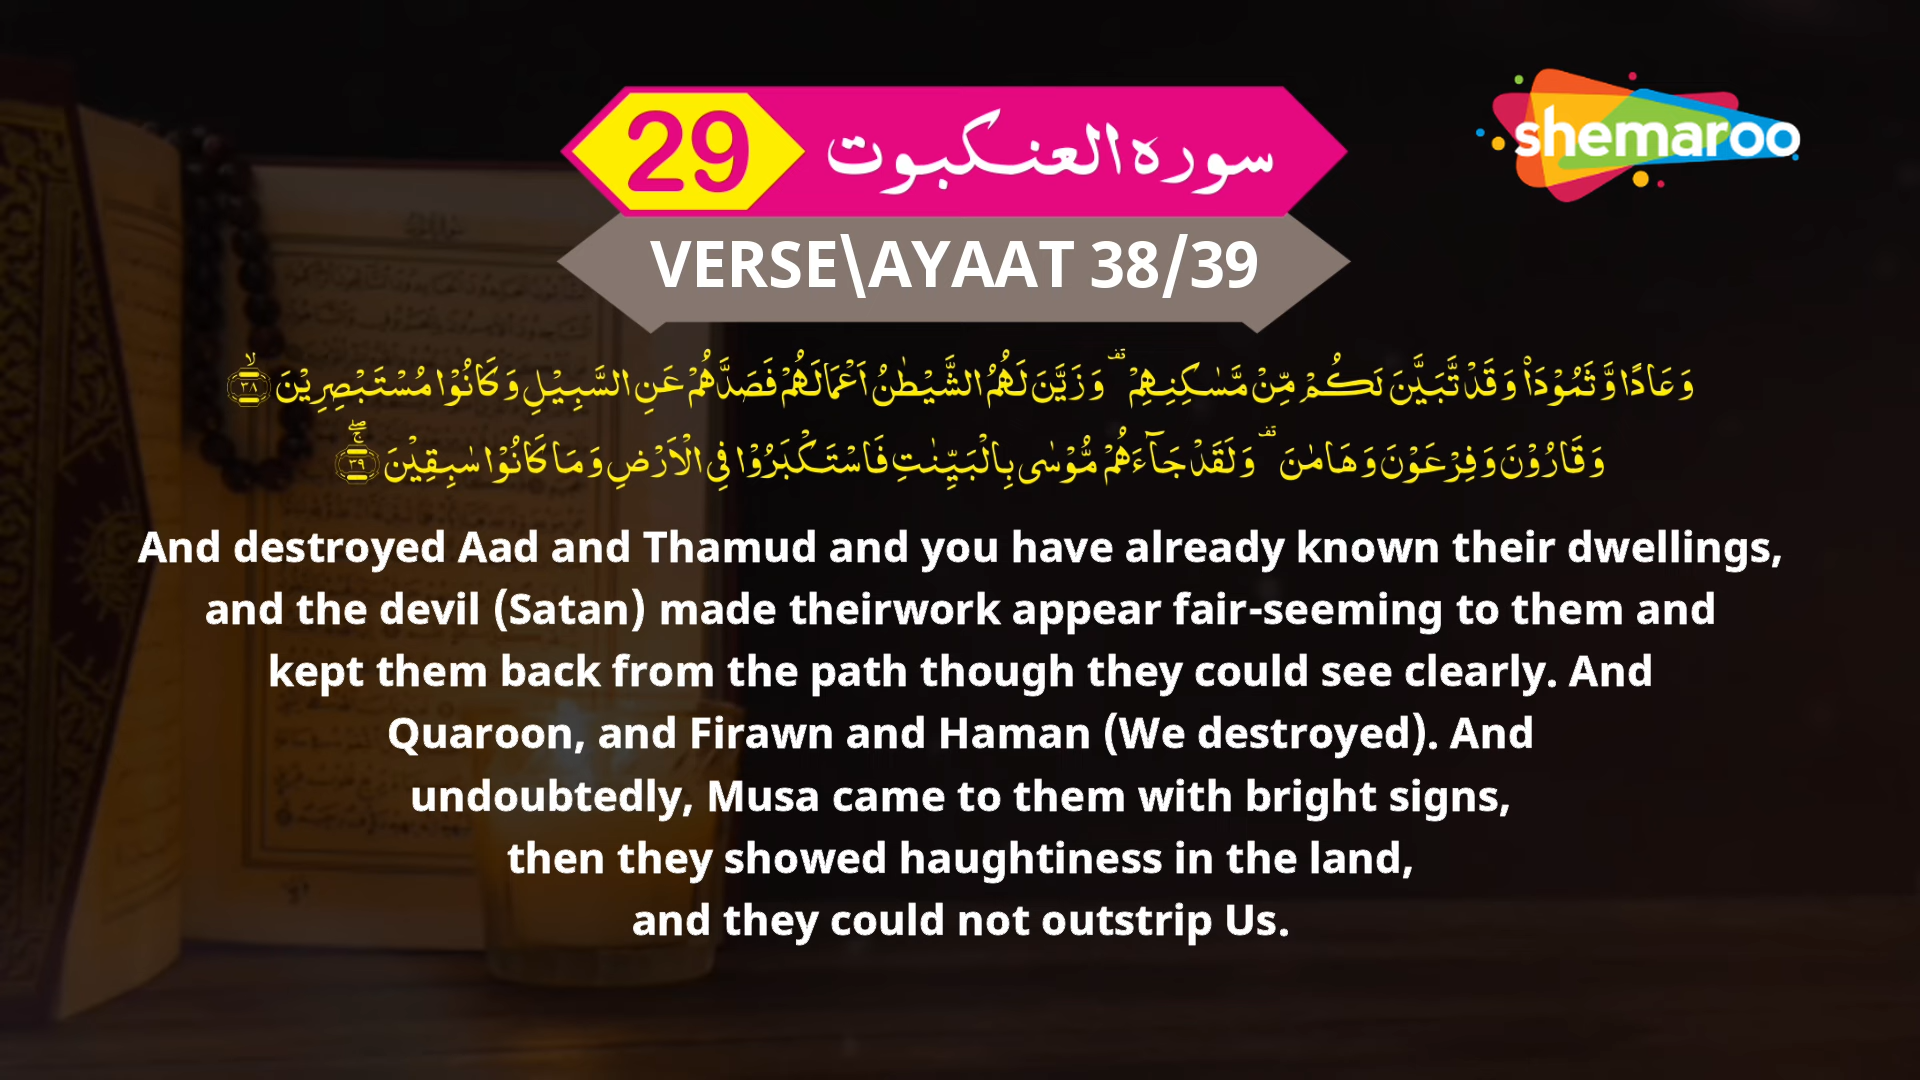 29 سورہ العنکبوت
shemaroo
VERSE\AYAAT 38/39
وَ عَادًا وَّ ثَمُوْدَا۠ وَ قَدْ تَّبَیَّنَ لَكُمْ مِّنْ مَّسٰكِنِهِمْ ۫ وَ زَیَّنَ لَهُمُ الشَّیْطٰنُ اَعْمَالَهُمْ فَصَدَّهُمْ عَنِ السَّبِیْلِ وَ كَانُوْا مُسْتَبْصِرِیْنَ ۙ﴿۳۸﴾
وَ قَارُوْنَ وَ فِرْعَوْنَ وَ هَامٰنَ ۫ وَ لَقَدْ جَآءَهُمْ مُّوْسٰی بِالْبَیِّنٰتِ فَاسْتَكْبَرُوْا فِی الْاَرْضِ وَ مَا كَانُوْا سٰبِقِیْنَ ۚۖ﴿۳۹﴾
And destroyed Aad and Thamud and you have already known their dwellings,
and the devil (Satan) made theirwork appear fair-seeming to them and
kept them back from the path though they could see clearly. And
Quaroon, and Firawn and Haman (We destroyed). And
undoubtedly, Musa came to them with bright signs,
then they showed haughtiness in the land,
and they could not outstrip Us.